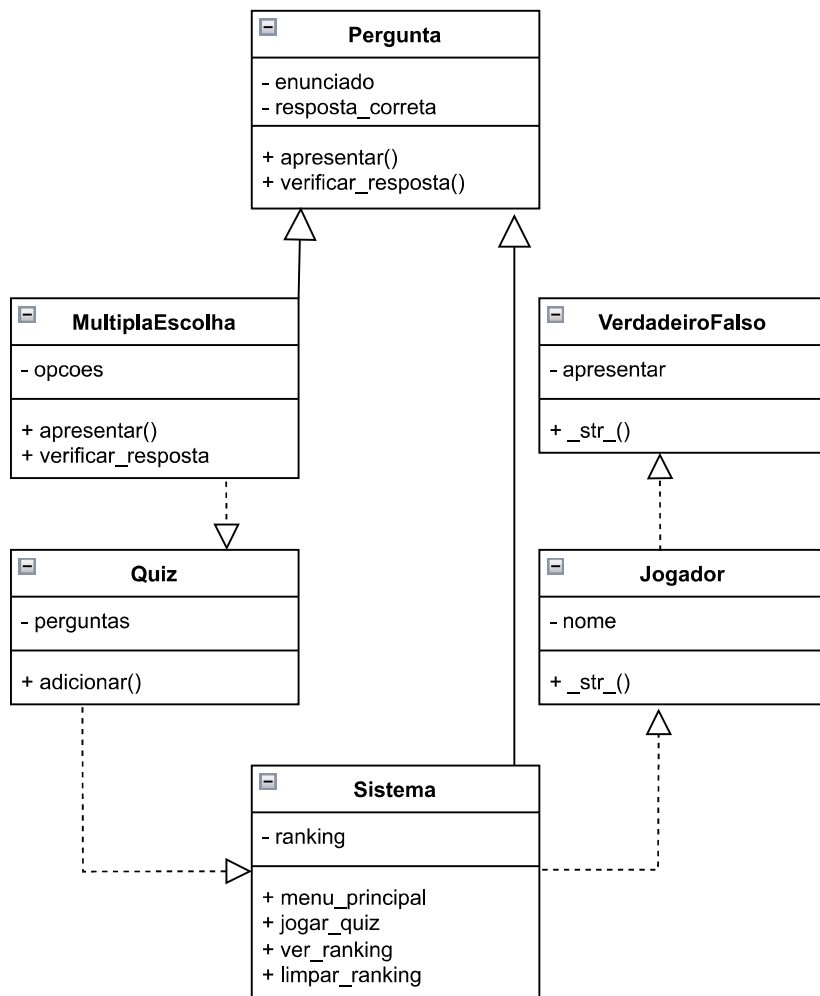 Pergunta
- enunciado
- resposta_correta
+ apresentar()
+ verificar_resposta()
MultiplaEscolha
- opcoes
+ apresentar()
+ verificar_resposta
VerdadeiroFalso
- apresentar
+ _str_()
Quiz
- perguntas
+ adicionar()
Jogador
- nome
+ _str_()
Sistema
- ranking
+ menu_principal
+ jogar_quiz
+ ver_ranking
+ limpar_ranking